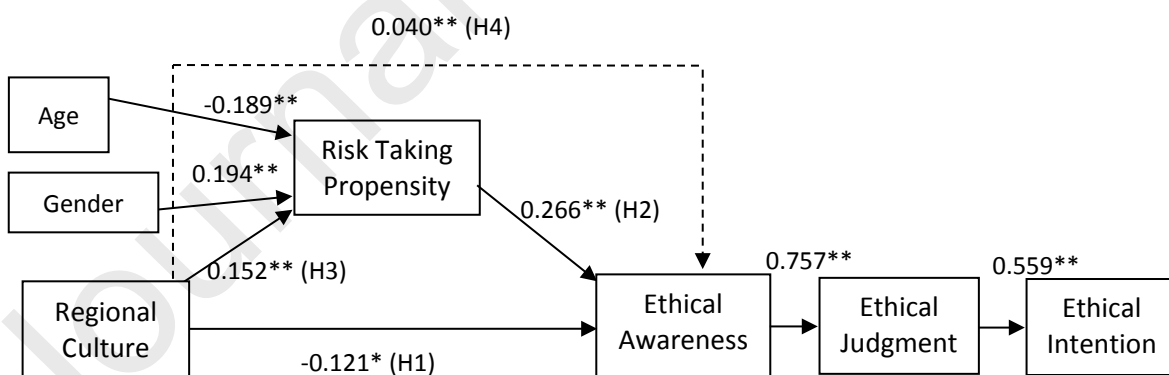 0.040** (H4)
Age
-0.189**
Risk Taking
Propensity
Gender
0.194**
0.266** (H2)
0.152** (H3)
Regional
Culture
-0.121* (H1)
Ethical
Awareness
0.757**
Ethical
Judgment
0.559**
Ethical
Intention
Journa